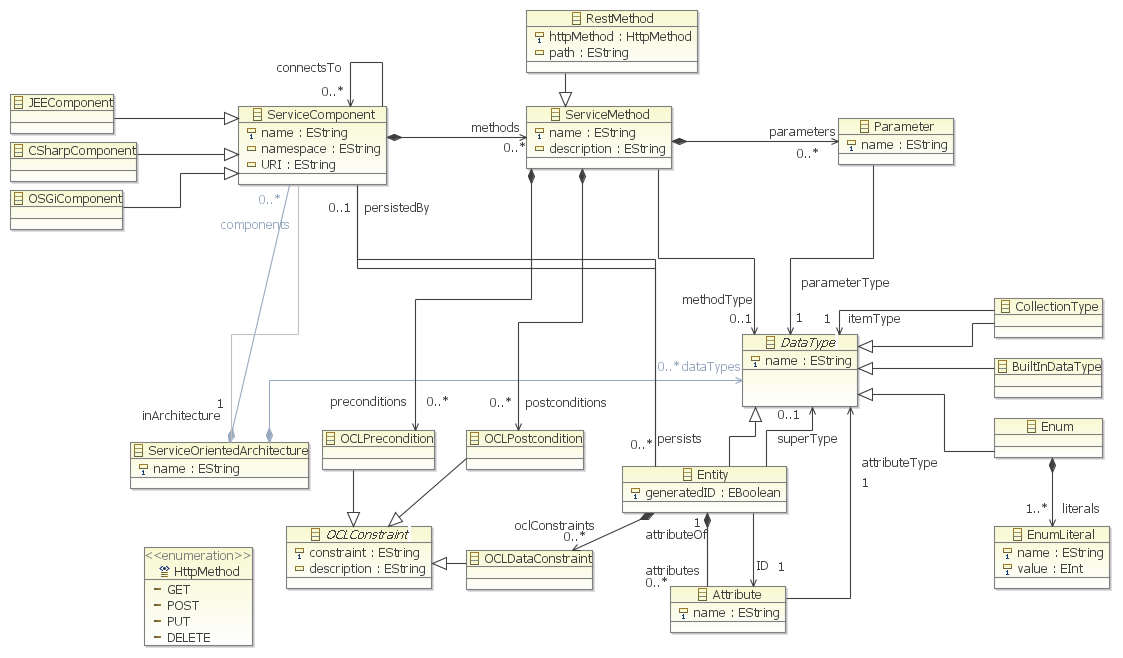 RestMethod
httpMethod : HttpMethod
path : EString
connectsTo
0..*
JEEComponent
CSharpComponent
OSGiComponent
ServiceComponent
name : EString
namespace : EString
URI : EString
methods
0..*
ServiceMethod
name : EString
description : EString
parameters
0..*
Parameter
name : EString
0..*
components
0..1
persistedBy
methodType
0..1
parameterType
1
1
itemType
CollectionType
DataType
name : EString
BuiltInDataType
0..*
dataTypes
Enum
1
inArchitecture
preconditions
0..*
0..*
postconditions
0..1
superType
0..*
persists
attributeType
1
ServiceOrientedArchitecture
name : EString
OCLPrecondition
OCLPostcondition
Entity
generatedID : EBoolean
1..*
literals
oclConstraints
0..*
1
attributeOf
OCLConstraint
constraint : EString
description : EString
OCLDataConstraint
attributes
0..*
ID
1
Attribute
name : EString
EnumLiteral
name : EString
value : EInt
<<enumeration>>
HttpMethod
GET
POST
PUT
DELETE